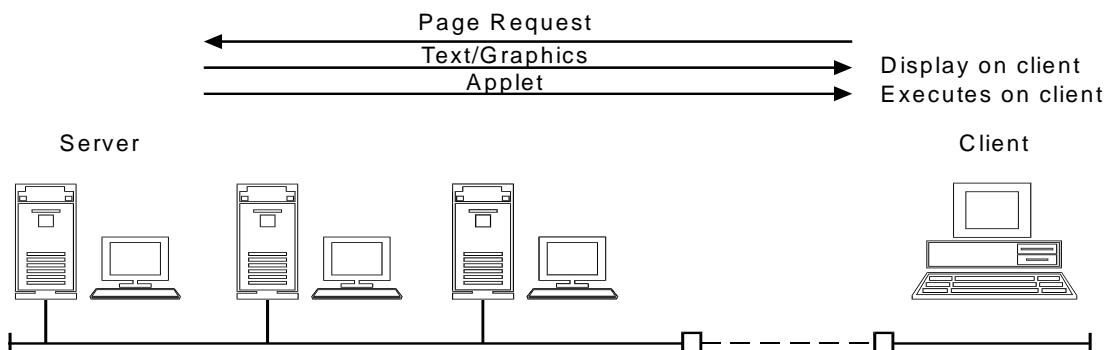 Page Request
Text/Graphics
Applet
Display on client
Executes on client
Server
Client